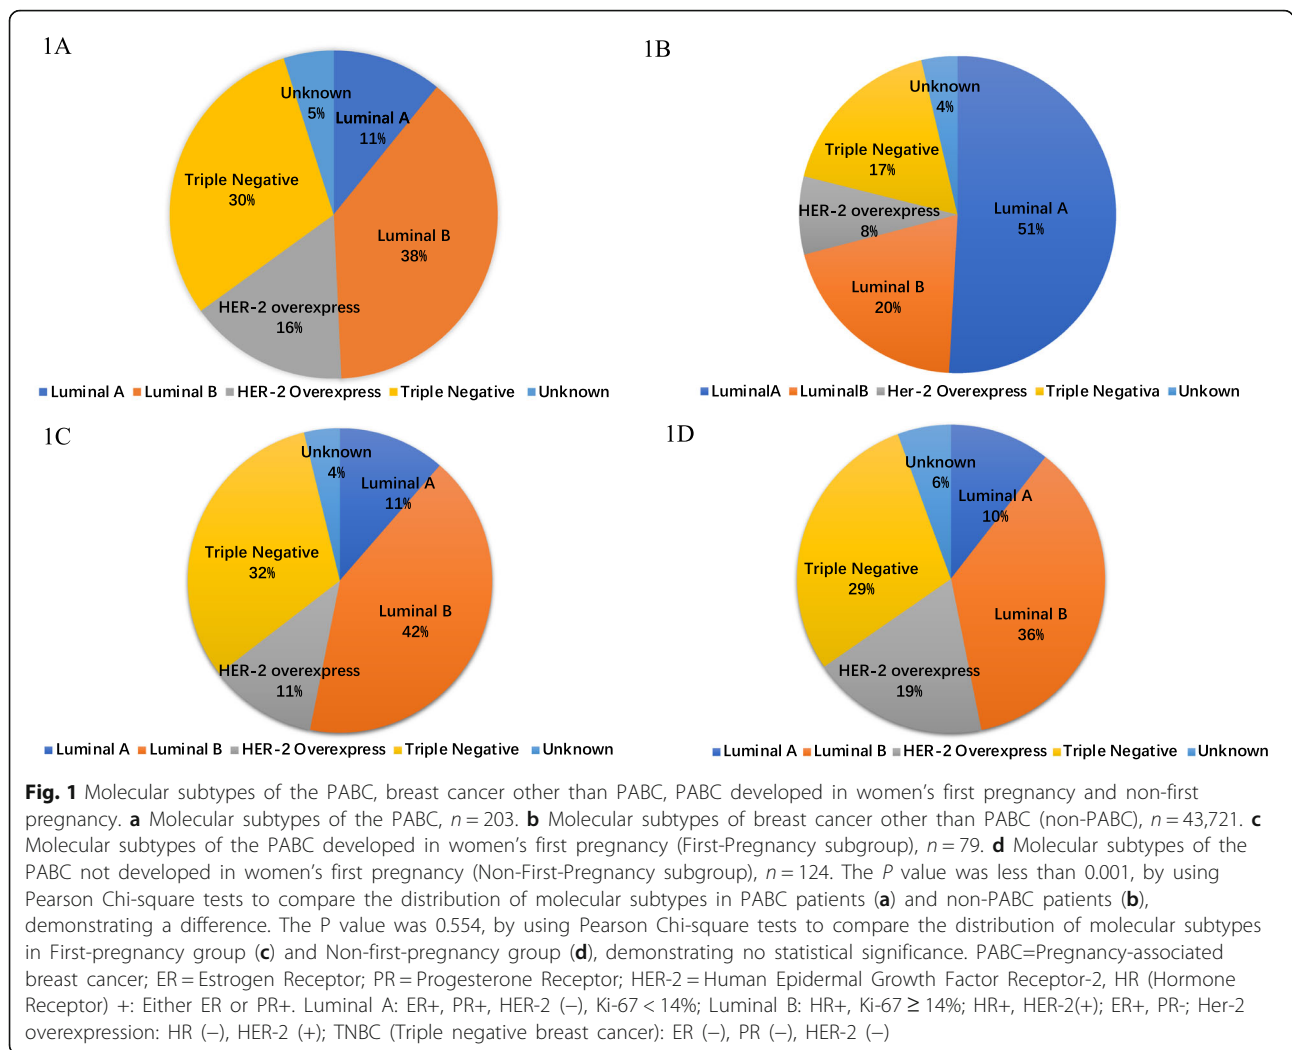 1A
Unknown
5%
Luminal A
11%
Triple Negative
30%
Luminal B
38%
HER-2 overexpress
16%
■ Luminal A ■ Luminal B ■ HER-2 Overexpress ■ Triple Negative ■ Unknown
1B
Unknown
4%
Triple Negative
17%
HER-2 overexpress
8%
Luminal A
51%
Luminal B
20%
■ LuminalA ■ LuminalB ■ Her-2 Overexpress ■ Triple Negativa ■ Unkown
1C
Unknown
4%
Luminal A
11%
Triple Negative
32%
Luminal B
42%
HER-2 overexpress
11%
■ Luminal A ■ Luminal B ■ HER-2 Overexpress ■ Triple Negative ■ Unknown
1D
Unknown
6%
Luminal A
10%
Triple Negative
29%
Luminal B
36%
HER-2 overexpress
19%
■ Luminal A ■ Luminal B ■ HER-2 Overexpress ■ Triple Negative ■ Unknown
Fig. 1 Molecular subtypes of the PABC, breast cancer other than PABC, PABC developed in women's first pregnancy and non-first
pregnancy. a Molecular subtypes of the PABC, n = 203. b Molecular subtypes of breast cancer other than PABC (non-PABC), n = 43,721. c
Molecular subtypes of the PABC developed in women's first pregnancy (First-Pregnancy subgroup), n = 79. d Molecular subtypes of the
PABC not developed in women's first pregnancy (Non-First-Pregnancy subgroup), n = 124. The P value was less than 0.001, by using
Pearson Chi-square tests to compare the distribution of molecular subtypes in PABC patients (a) and non-PABC patients (b),
demonstrating a difference. The P value was 0.554, by using Pearson Chi-square tests to compare the distribution of molecular subtypes
in First-pregnancy group (c) and Non-first-pregnancy group (d), demonstrating no statistical significance. PABC=Pregnancy-associated
breast cancer; ER = Estrogen Receptor; PR = Progesterone Receptor; HER-2 = Human Epidermal Growth Factor Receptor-2, HR (Hormone
Receptor) +: Either ER or PR+. Luminal A: ER+, PR+, HER-2 (−), Ki-67 < 14%; Luminal B: HR+, Ki-67 ≥ 14%; HR+, HER-2(+); ER+, PR-; Her-2
overexpression: HR (−), HER-2 (+); TNBC (Triple negative breast cancer): ER (−), PR (−), HER-2 (−)